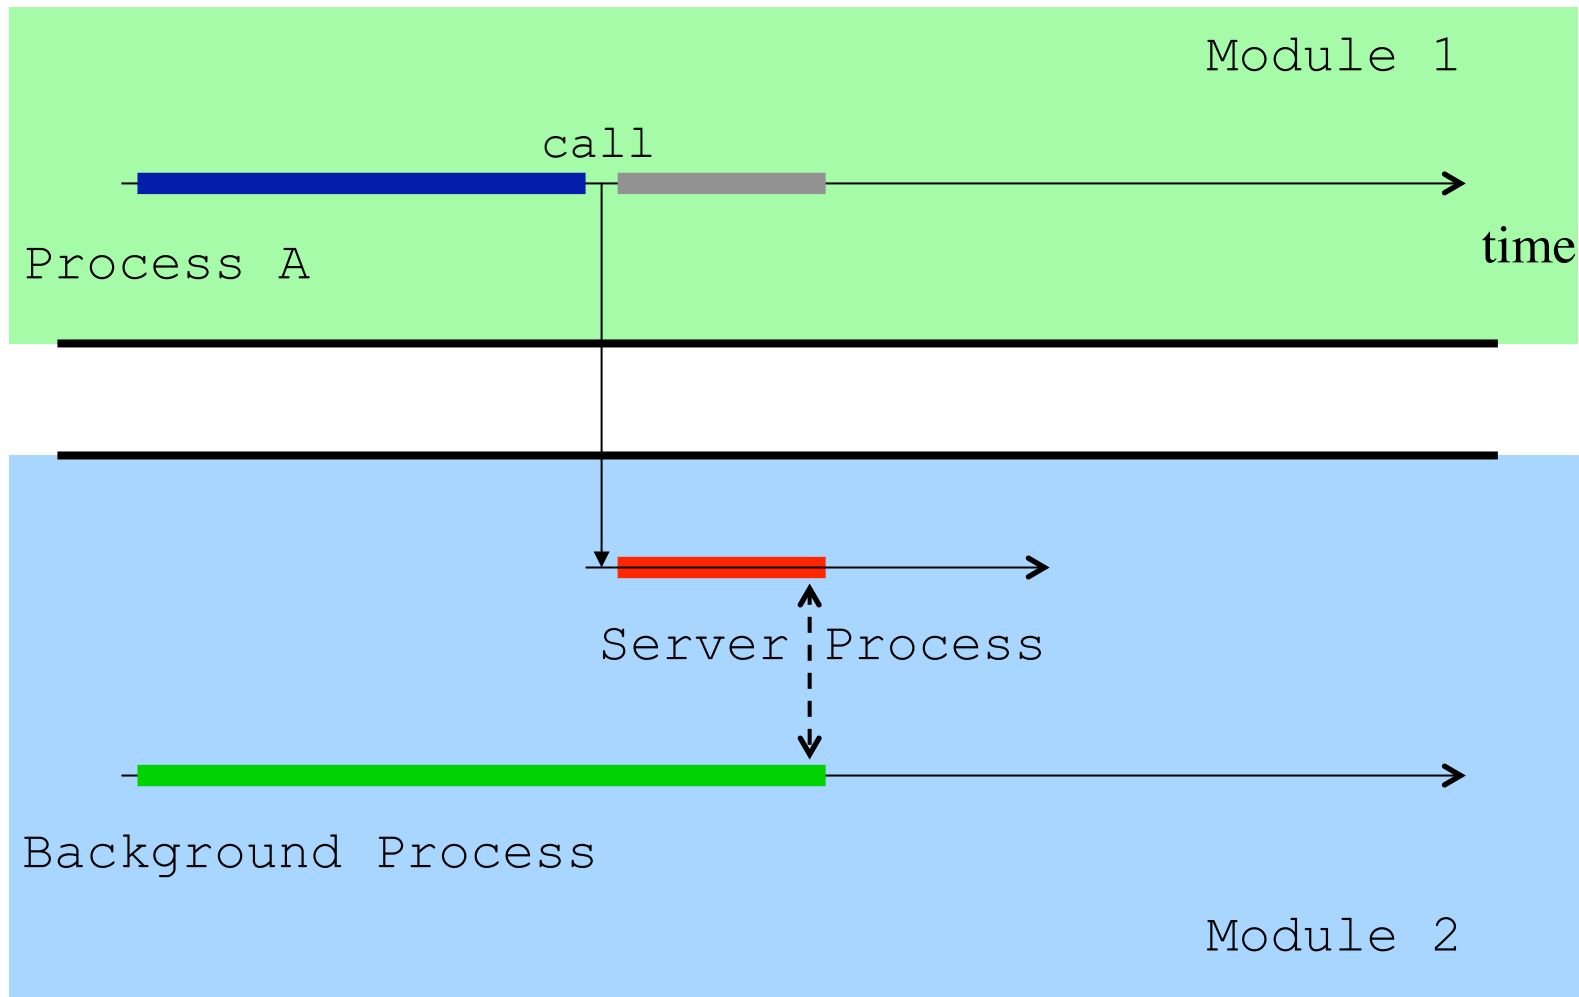 Module 1
call
Process A
time
Server Process
Background Process
Module 2